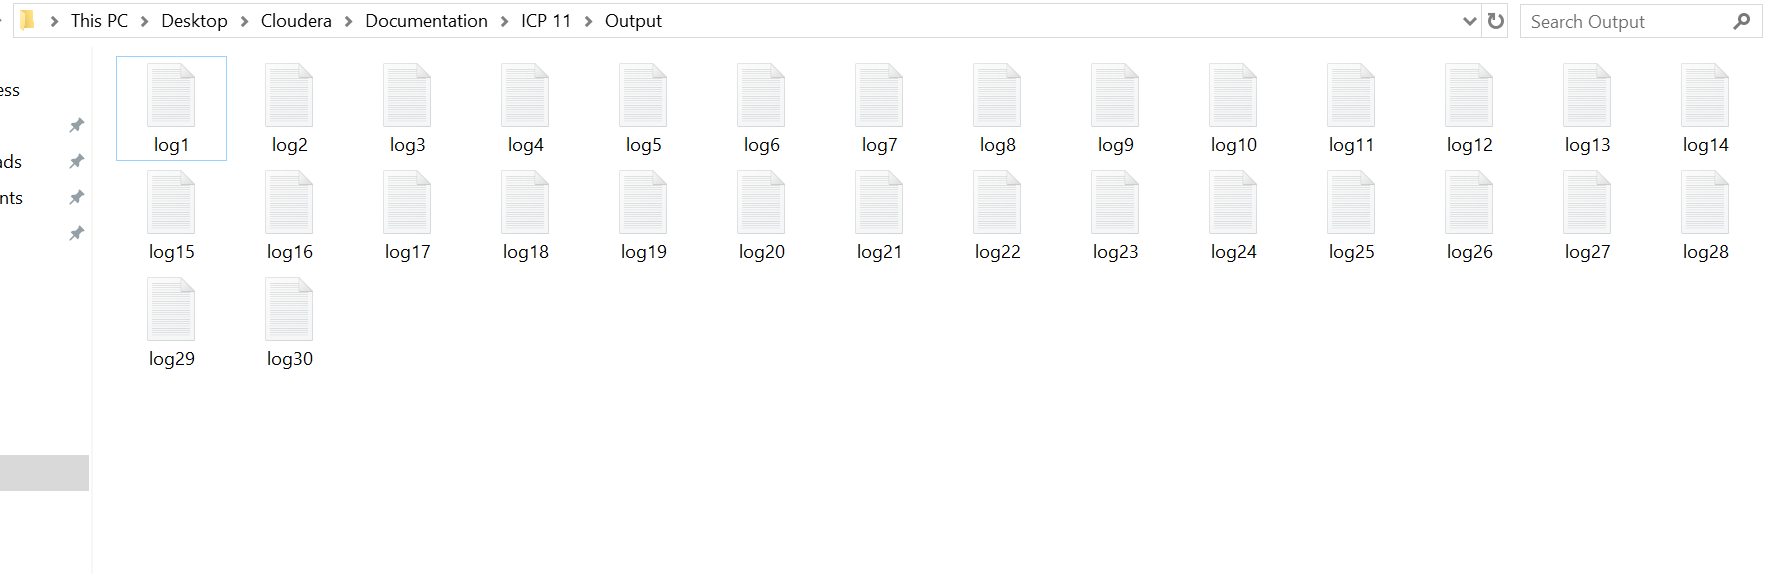 This PC Desktop Cloudera Documentation ICP 11 Output Search Output
ess
ads
nts
log1 log2 log3 log4 log5 log6 log7 log8 log9 log10 log11 log12 log13 log14
log15 log16 log17 log18 log19 log20 log21 log22 log23 log24 log25 log26 log27 log28
log29 log30